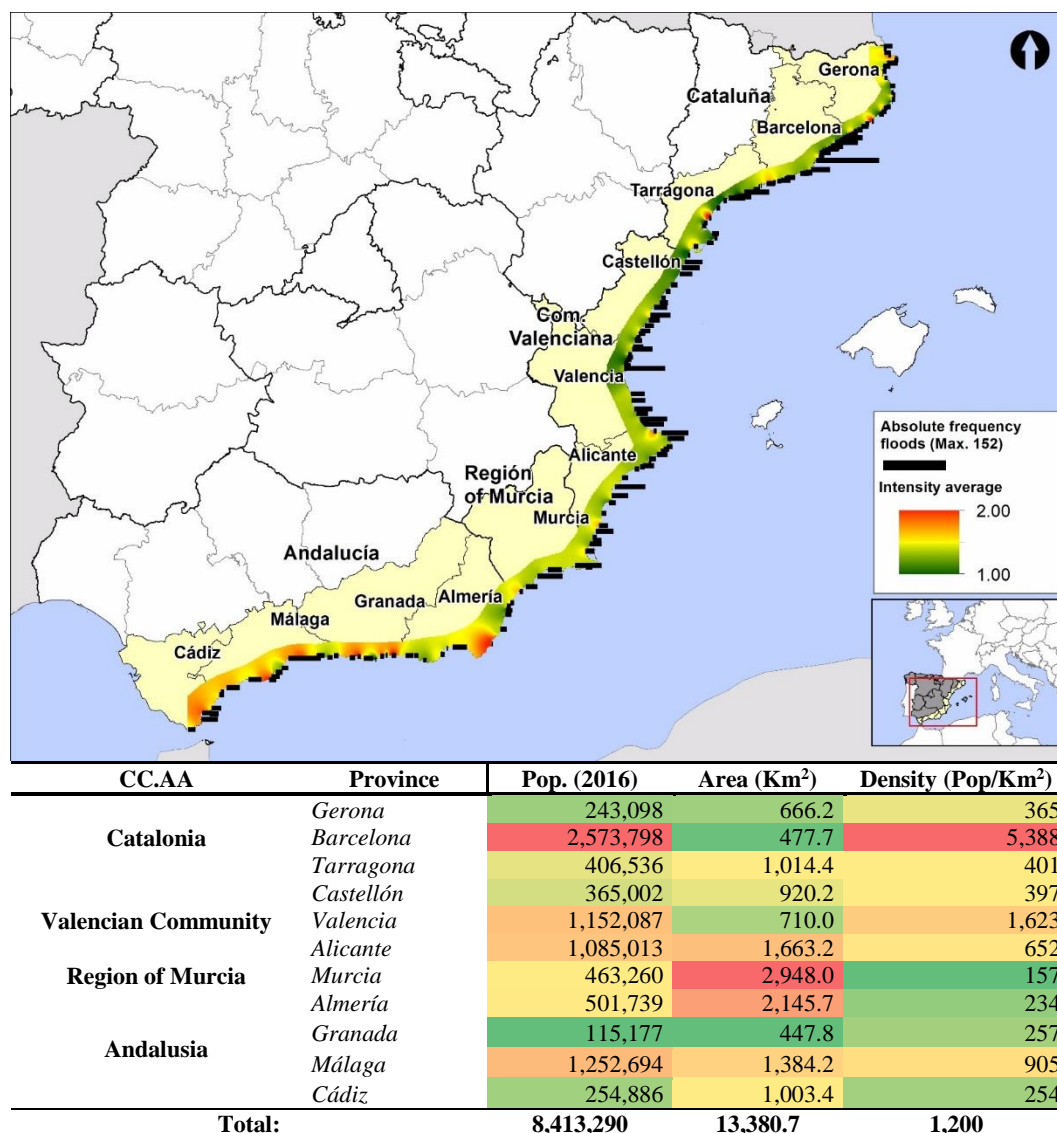 Gerona
Cataluña
Barcelona
Tarragona
Castellón
Com.
Valenciana
Valencia
Alicante
Región
of Murcia
Murcia
Andalucía
Almería
Granada
Málaga
Cádiz
Absolute frequency
floods (Max. 152)
Intensity average
2.00
1.00
CC.AA Province Pop. (2016) Area (Km²) Density (Pop/Km²)
Gerona 243,098 666.2 365
Catalonia Barcelona 2,573,798 477.7 5,388
Tarragona 406,536 1,014.4 401
Castellón 365,002 920.2 397
Valencian Community Valencia 1,152,087 710.0 1,623
Alicante 1,085,013 1,663.2 652
Region of Murcia Murcia 463,260 2,948.0 157
Almería 501,739 2,145.7 234
Granada 115,177 447.8 257
Andalusia
Málaga 1,252,694 1,384.2 905
Cádiz 254,886 1,003.4 254
Total: 8,413,290 13,380.7 1,200